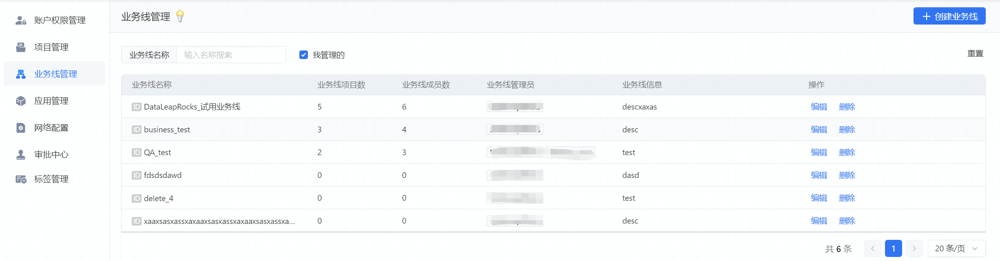 账户权限管理
项目管理
业务线管理
应用管理
网络配置
审批中心
标签管理
业务线管理
创建业务线
业务线名称 输入名称搜索 我管理的 重置
业务线名称 业务线项目数 业务线成员数 业务线管理员 业务线信息 操作
ID DataLeapRocks_试用业务线 5 6 descxaxas 编辑 删除
ID business_test 3 4 desc 编辑 删除
ID QA_test 2 3 test 编辑 删除
ID fdsdsdawd 0 0 dasd 编辑 删除
ID delete_4 0 0 test 编辑 删除
ID xaaxsasxassxaxaaxsasxassxaxaaxsasxassxa... 0 0 desc 编辑 删除
共 6 条 1 20 条/页